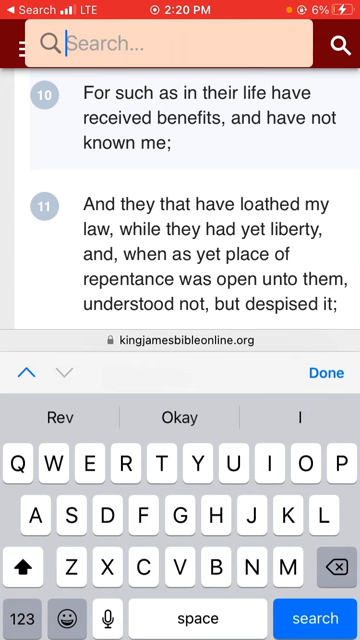 Search LTE 2:20 PM 6%
Search...
10 For such as in their life have
received benefits, and have not
known me;
11 And they that have loathed my
law, while they had yet liberty,
and, when as yet place of
repentance was open unto them,
understood not, but despised it;
kingjamesbibleonline.org
Done
Rev Okay I
Q W E R T Y U I O P
A S D F G H J K L
Z X C V B N M
123 space search